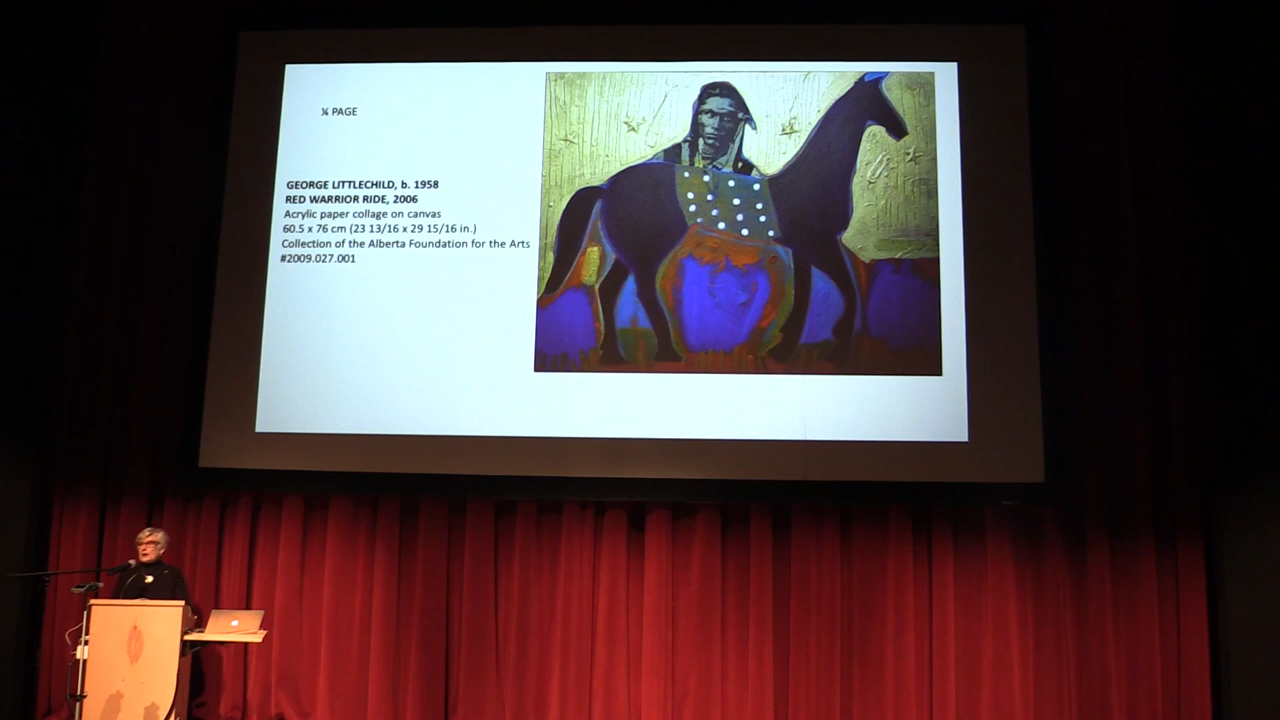 ¼ PAGE
GEORGE LITTLECHILD, b. 1958
RED WARRIOR RIDE, 2006
Acrylic paper collage on canvas
60.5 x 76 cm (23 13/16 x 29 15/16 in.)
Collection of the Alberta Foundation for the Arts
#2009.027.001